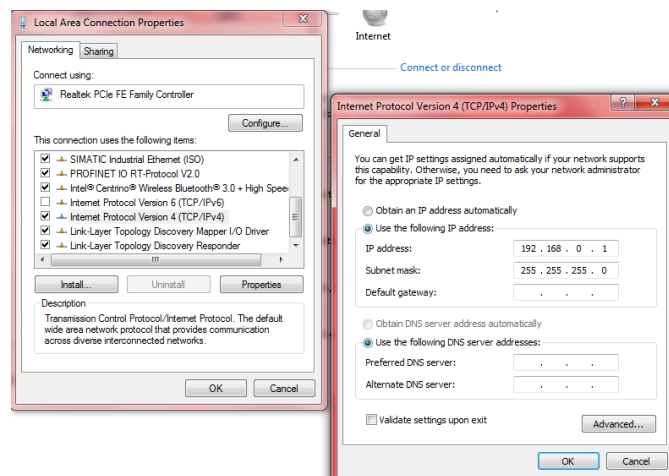 Local Area Connection Properties
Networking
Sharing
Connect using:
Realtek PCIe FE Family Controller
Configure...
This connection uses the following items:
SIMATIC Industrial Ethernet (ISO)
PROFINET IO RT-Protocol V2.0
Intel® Centrino® Wireless Bluetooth® 3.0 + High Spee
Internet Protocol Version 6 (TCP/IPv6)
Internet Protocol Version 4 (TCP/IPv4)
Link-Layer Topology Discovery Mapper I/O Driver
Link-Layer Topology Discovery Responder
Install...
Uninstall
Properties
Description
Transmission Control Protocol/Internet Protocol. The default
wide area network protocol that provides communication
across diverse interconnected networks.
OK
Cancel
Internet
Connect or disconnect
Internet Protocol Version 4 (TCP/IPv4) Properties
General
You can get IP settings assigned automatically if your network supports
this capability. Otherwise, you need to ask your network administrator
for the appropriate IP settings.
Obtain an IP address automatically
Use the following IP address:
IP address:
192 . 168 . 0 . 1
Subnet mask:
255 . 255 . 255 . 0
Default gateway:
. . .
Obtain DNS server address automatically
Use the following DNS server addresses:
Preferred DNS server:
. . .
Alternate DNS server:
. . .
Validate settings upon exit
Advanced...
OK
Cancel